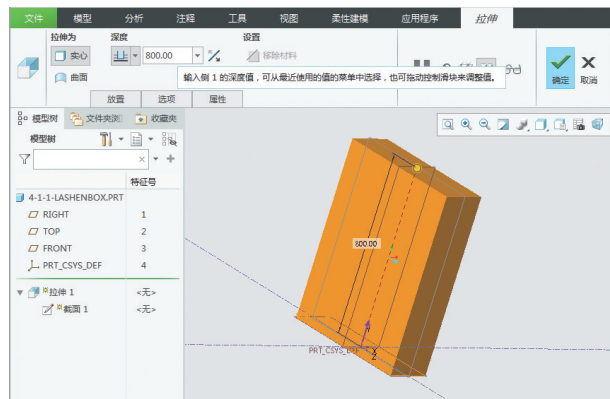 文件 模型 分析 注释 工具 视图 柔性建模 应用程序 拉伸
拉伸为 深度 设置
实心 800.00 移除材料
曲面
输入侧 1 的深度值，可从最近使用的值的菜单中选择，也可拖动控制滑块来调整值。
确定 取消
放置 选项 属性
模型树 文件夹浏 收藏夹
模型树
特征号
4-1-1-LASHENBOX.PRT
RIGHT 1
TOP 2
FRONT 3
PRT_CSYS_DEF 4
拉伸 1 <无>
截面 1 <无>
800.00
Y
PRT_CSYS_DEF X
Z